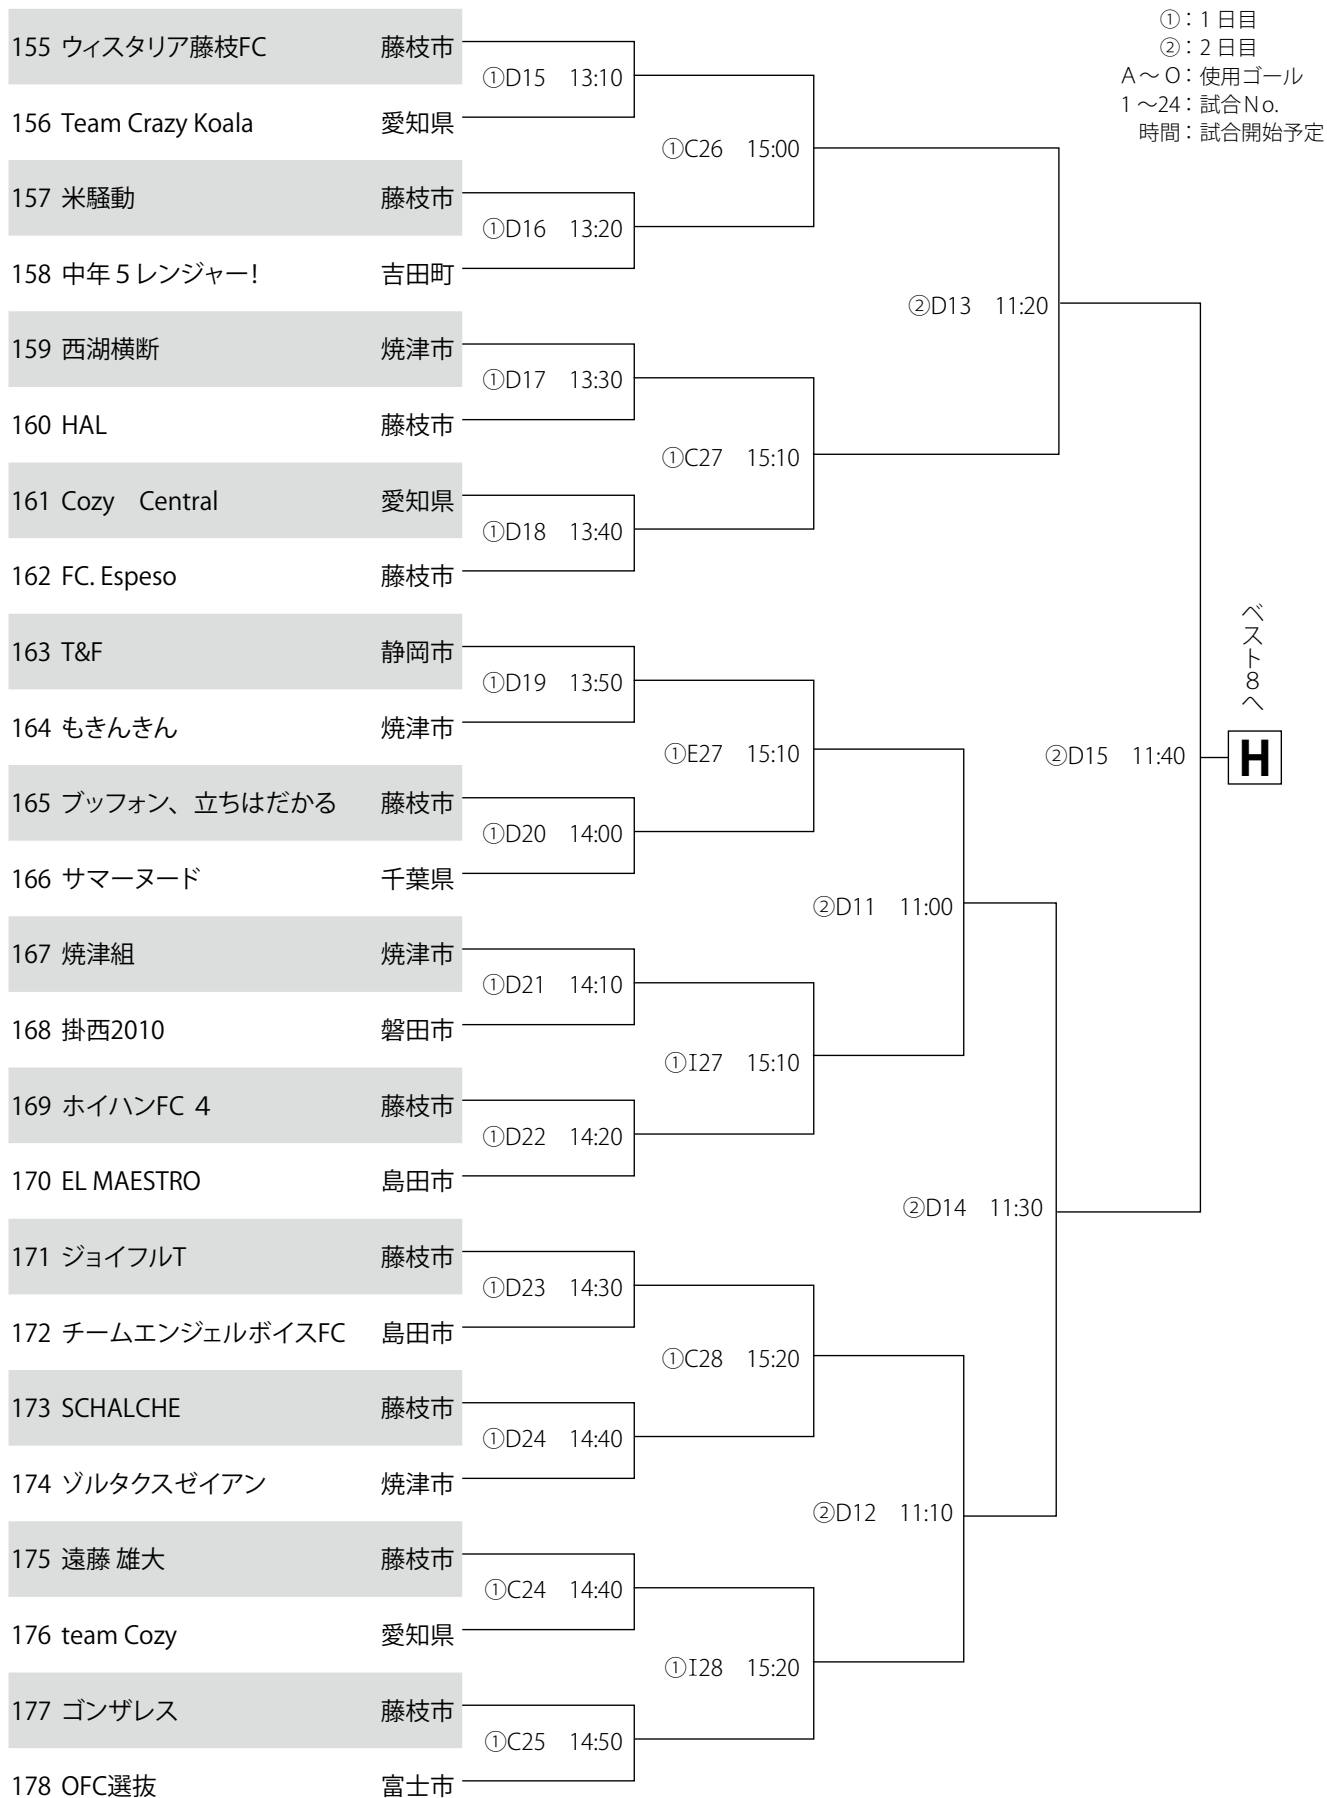 ①：1 日目
②：2 日目
A～O：使用ゴール
1～24：試合No.
時間：試合開始予定
155 ウィスタリア藤枝FC 藤枝市
①D15 13:10
156 Team Crazy Koala 愛知県
①C26 15:00
157 米騒動 藤枝市
①D16 13:20
158 中年５レンジャー！ 吉田町
②D13 11:20
159 西湖横断 焼津市
①D17 13:30
160 HAL 藤枝市
①C27 15:10
161 Cozy　Central 愛知県
①D18 13:40
162 FC. Espeso 藤枝市
ベスト８へ
163 T&F 静岡市
①D19 13:50
164 もきんきん 焼津市
①E27 15:10
②D15 11:40
H
165 ブッフォン、立ちはだかる 藤枝市
①D20 14:00
166 サマーヌード 千葉県
②D11 11:00
167 焼津組 焼津市
①D21 14:10
168 掛西2010 磐田市
①I27 15:10
169 ホイハンFC ４ 藤枝市
①D22 14:20
170 EL MAESTRO 島田市
②D14 11:30
171 ジョイフルT 藤枝市
①D23 14:30
172 チームエンジェルボイスFC 島田市
①C28 15:20
173 SCHALCHE 藤枝市
①D24 14:40
174 ゾルタクスゼイアン 焼津市
②D12 11:10
175 遠藤 雄大 藤枝市
①C24 14:40
176 team Cozy 愛知県
①I28 15:20
177 ゴンザレス 藤枝市
①C25 14:50
178 OFC選抜 富士市